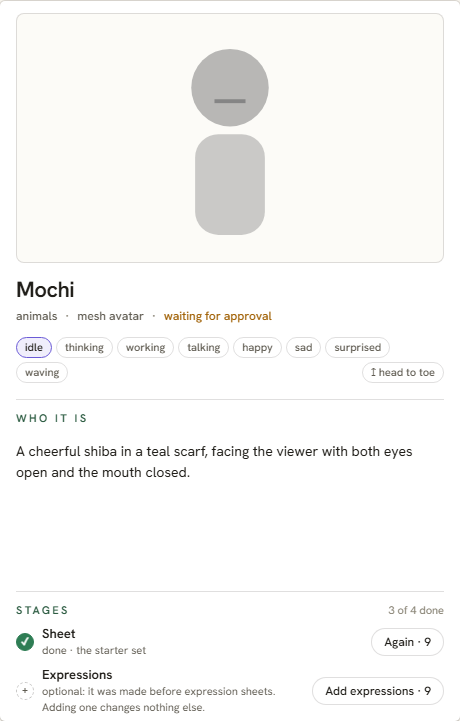 Mochi
animals · mesh avatar · waiting for approval
idle thinking working talking happy sad surprised
waving ↕ head to toe
WHO IT IS
A cheerful shiba in a teal scarf, facing the viewer with both eyes
open and the mouth closed.
STAGES 3 of 4 done
Sheet
done · the starter set
Again · 9
Expressions
optional: it was made before expression sheets.
Adding one changes nothing else.
Add expressions · 9